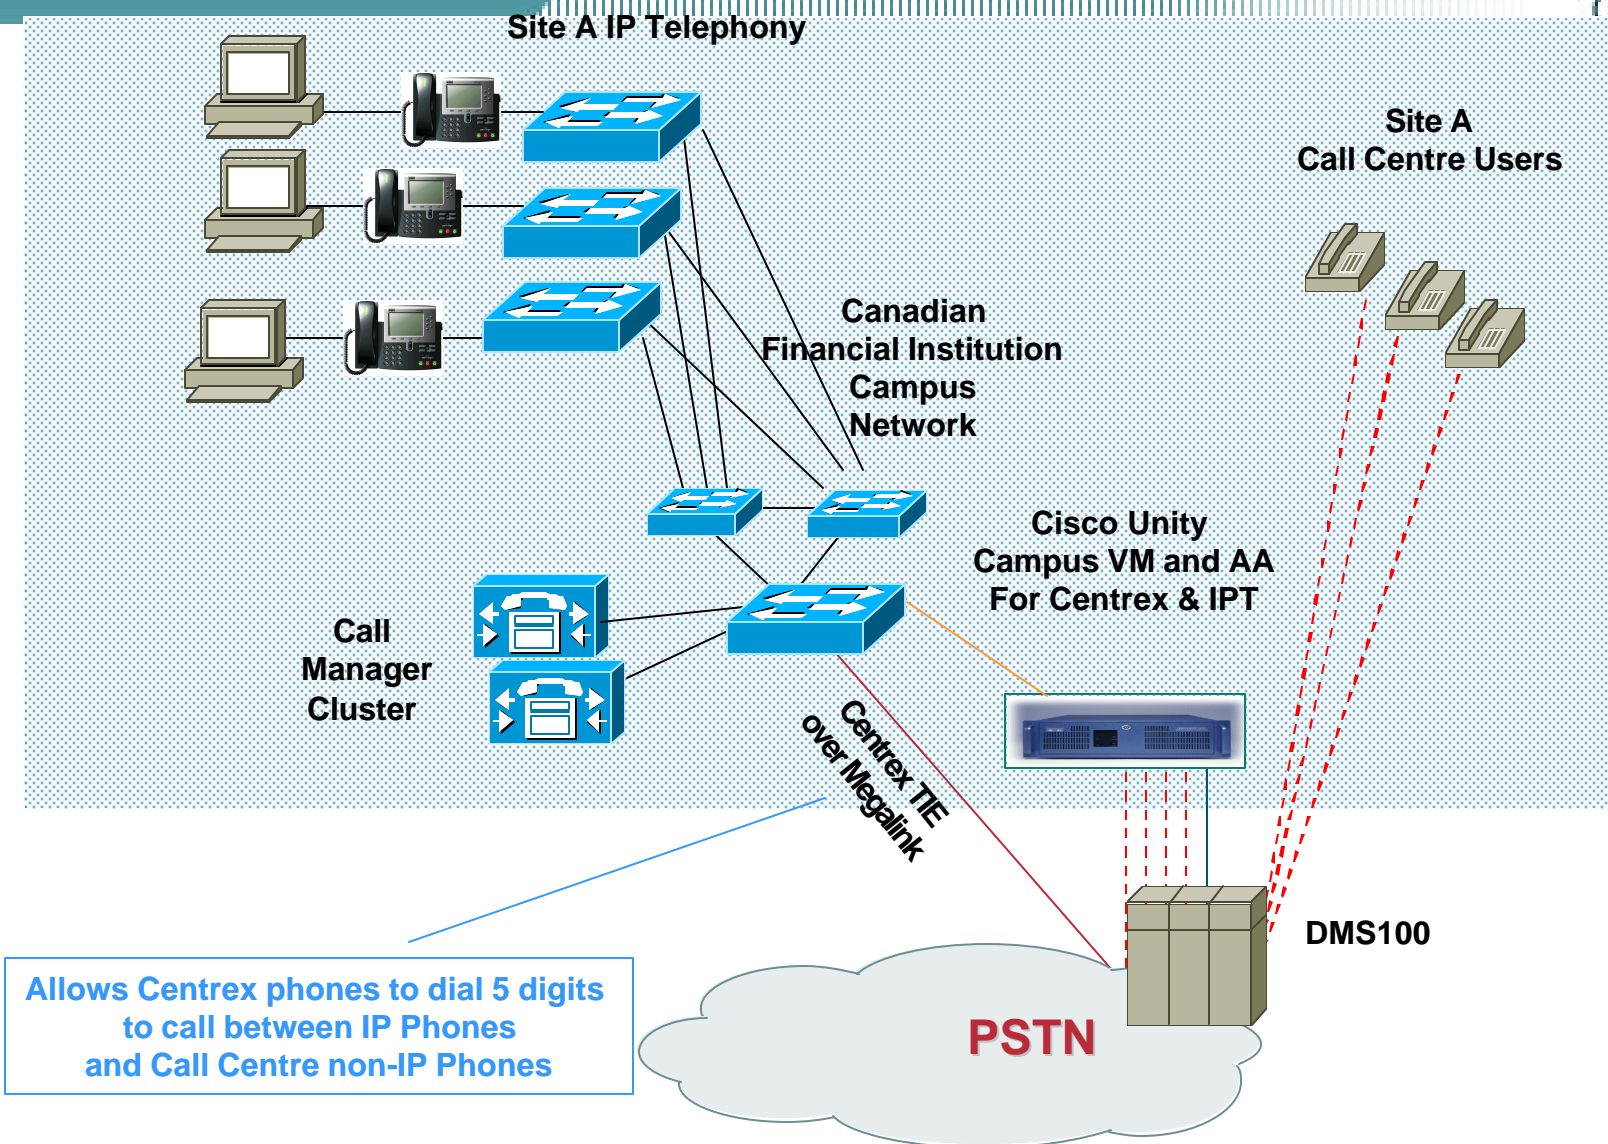 Site A IP Telephony
Site A
Call Centre Users
Canadian
Financial Institution
Campus
Network
Cisco Unity
Campus VM and AA
For Centrex & IPT
Call
Manager
Cluster
Centrex TIE
over Megalink
DMS100
Allows Centrex phones to dial 5 digits
to call between IP Phones
and Call Centre non-IP Phones
PSTN